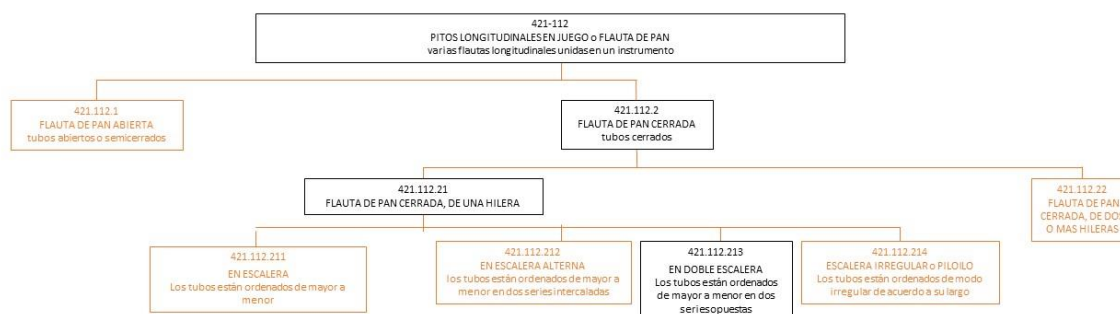 421-112
PITOS LONGITUDINALES EN JUEGO o FLAUTA DE PAN
varias flautas longitudinales unidas en un instrumento
421.112.1
FLAUTA DE PAN ABIERTA
tubos abiertos o semicerrados
421.112.2
FLAUTA DE PAN CERRADA
tubos cerrados
421.112.21
FLAUTA DE PAN CERRADA, DE UNA HILERA
421.112.22
FLAUTA DE PAN
CERRADA, DE DOS
O MAS HILERAS
421.112.211
EN ESCALERA
Los tubos están ordenados de mayor a
menor
421.112.212
EN ESCALERA ALTERNA
los tubos están ordenados de mayor a
menor en dos series intercaladas
421.112.213
EN DOBLE ESCALERA
Los tubos están ordenados
de mayor a menor en dos
series opuestas
421.112.214
ESCALERA IRREGULAR o PILOILO
Los tubos están ordenados de modo
irregular de acuerdo a su largo